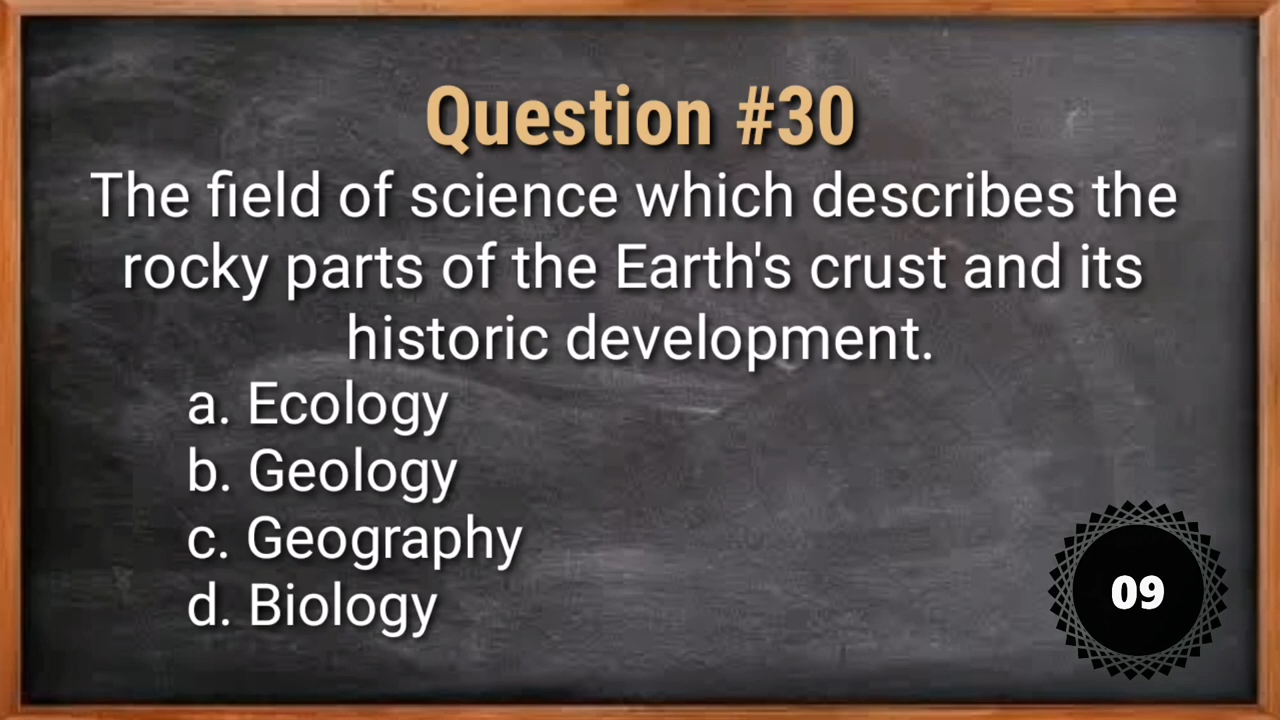 Question #30
The field of science which describes the
rocky parts of the Earth's crust and its
historic development.
a. Ecology
b. Geology
c. Geography
d. Biology
09